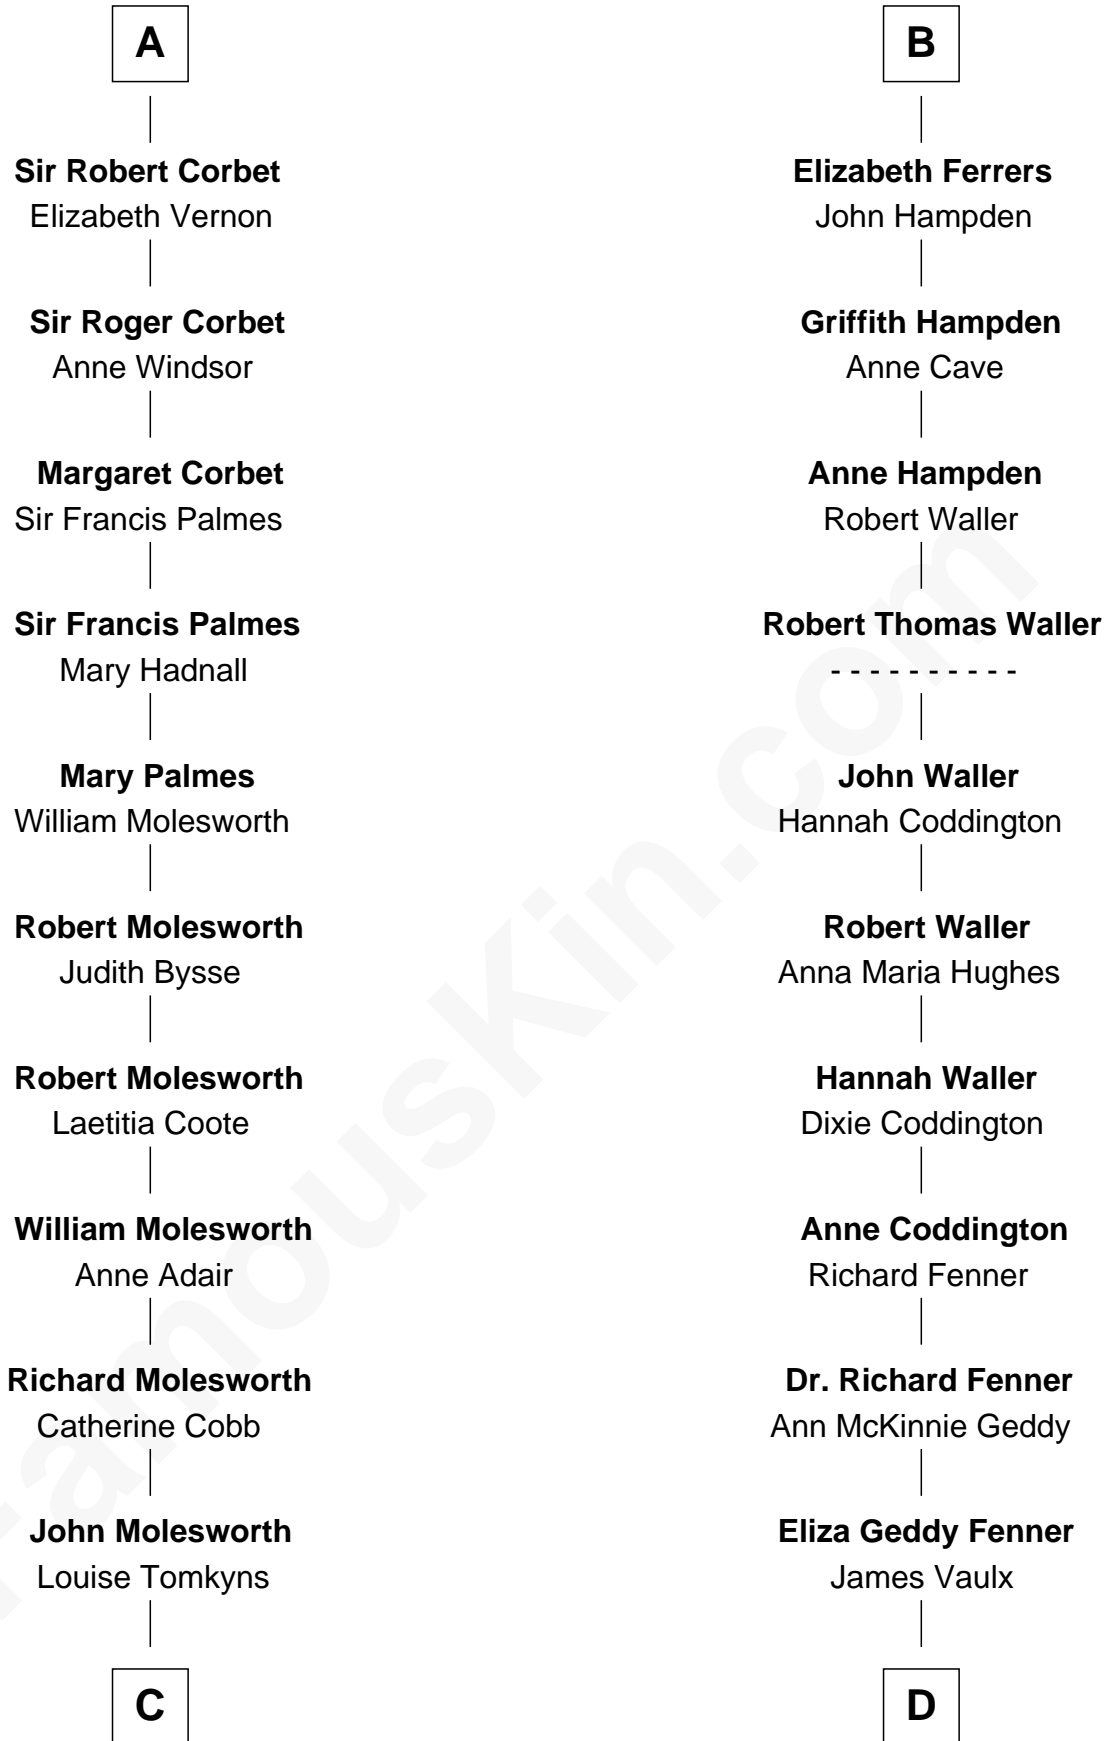 A
Sir Robert Corbet
Elizabeth Vernon
Sir Roger Corbet
Anne Windsor
Margaret Corbet
Sir Francis Palmes
Sir Francis Palmes
Mary Hadnall
Mary Palmes
William Molesworth
Robert Molesworth
Judith Bysse
Robert Molesworth
Laetitia Coote
William Molesworth
Anne Adair
Richard Molesworth
Catherine Cobb
John Molesworth
Louise Tomkyns
C
B
Elizabeth Ferrers
John Hampden
Griffith Hampden
Anne Cave
Anne Hampden
Robert Waller
Robert Thomas Waller
- - - - - - - - - -
John Waller
Hannah Coddington
Robert Waller
Anna Maria Hughes
Hannah Waller
Dixie Coddington
Anne Coddington
Richard Fenner
Dr. Richard Fenner
Ann McKinnie Geddy
Eliza Geddy Fenner
James Vaulx
D
FamousKin.com